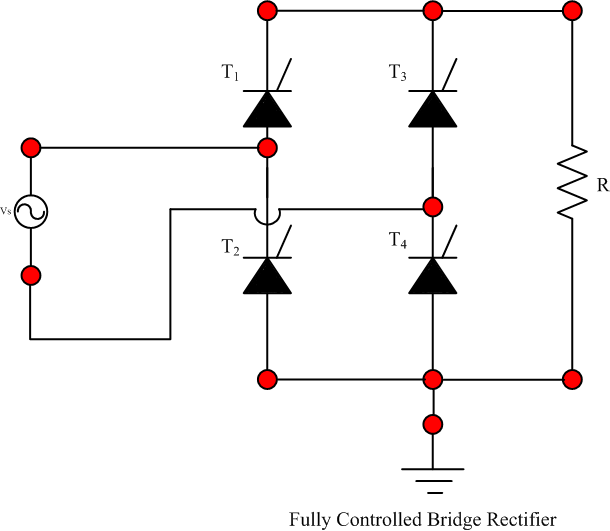 T₁
T₃
R
Vs
T₂
T₄
Fully Controlled Bridge Rectifier